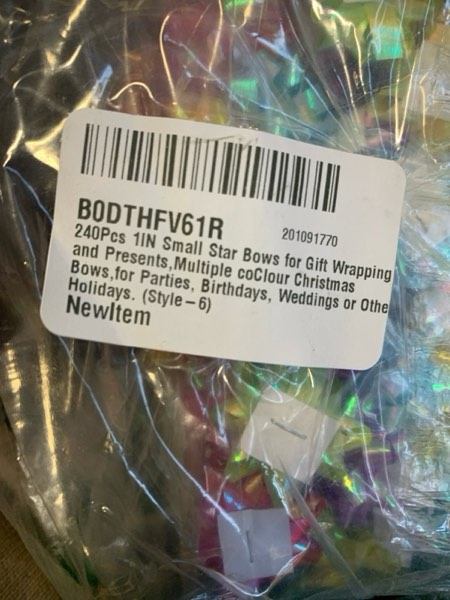 B0DTHFV61R 201091770
240Pcs 1IN Small Star Bows for Gift Wrapping
and Presents,Multiple coClour Christmas
Bows,for Parties, Birthdays, Weddings or Othe
Holidays. (Style-6)
NewItem